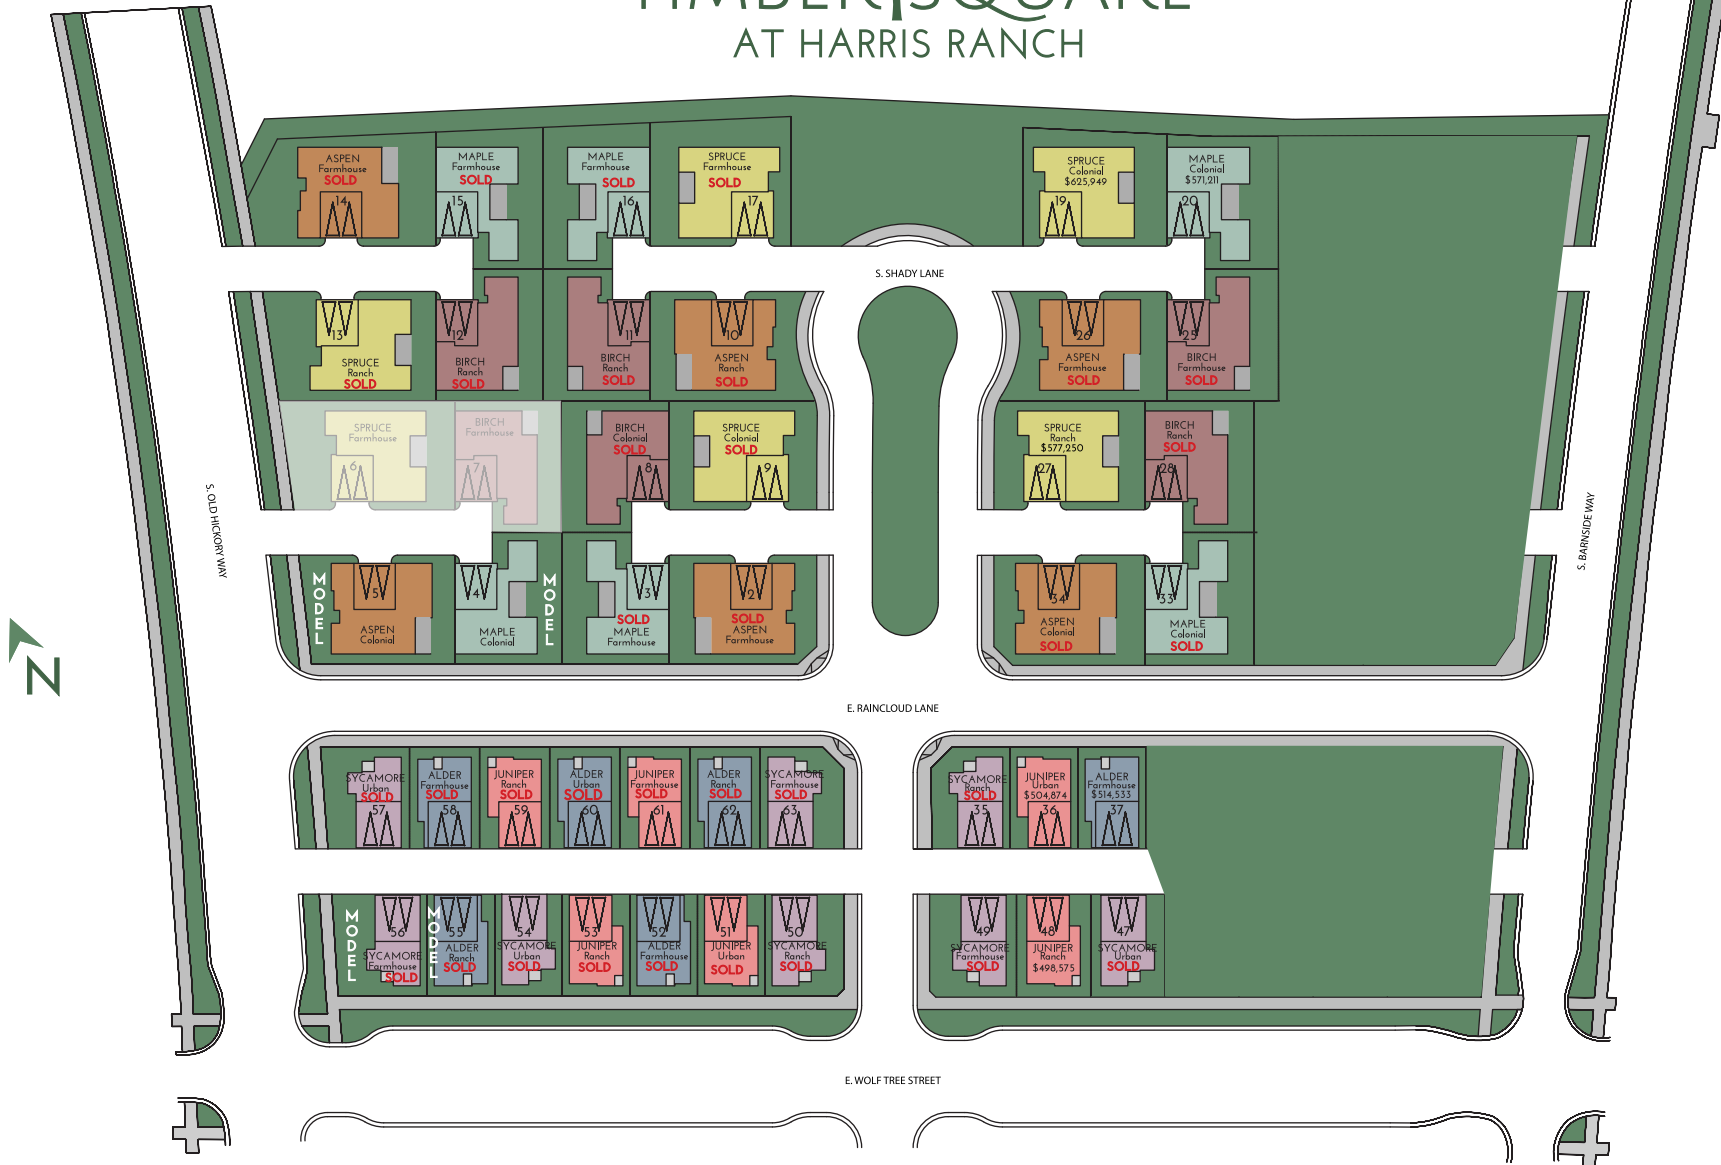 TIMBER SQUARE
AT HARRIS RANCH
ASPEN
Farmhouse
SOLD
14
MAPLE
Farmhouse
SOLD
15
MAPLE
Farmhouse
SOLD
16
SPRUCE
Farmhouse
SOLD
17
SPRUCE
Colonial
$625,949
19
MAPLE
Colonial
$571,211
20
S. SHADY LANE
13
SPRUCE
Ranch
SOLD
12
BIRCH
Ranch
SOLD
11
BIRCH
Ranch
SOLD
10
ASPEN
Ranch
SOLD
26
ASPEN
Farmhouse
SOLD
25
BIRCH
Farmhouse
SOLD
SPRUCE
Farmhouse
6
BIRCH
Farmhouse
7
BIRCH
Colonial
SOLD
8
SPRUCE
Colonial
SOLD
9
SPRUCE
Ranch
$577,250
27
BIRCH
Ranch
SOLD
28
S. OLD HICKORY WAY
S. BARNSIDE WAY
MODEL
5
ASPEN
Colonial
4
MAPLE
Colonial
MODEL
3
SOLD
MAPLE
Farmhouse
2
SOLD
ASPEN
Farmhouse
34
ASPEN
Colonial
SOLD
33
MAPLE
Colonial
SOLD
N
E. RAINCLOUD LANE
SYCAMORE
Urban
SOLD
57
ALDER
Farmhouse
SOLD
58
JUNIPER
Ranch
SOLD
59
ALDER
Urban
SOLD
60
JUNIPER
Farmhouse
SOLD
61
ALDER
Ranch
SOLD
62
SYCAMORE
Farmhouse
SOLD
63
SYCAMORE
Ranch
SOLD
35
JUNIPER
Urban
$504,874
36
ALDER
Farmhouse
$514,533
37
MODEL
56
SYCAMORE
Farmhouse
SOLD
MODEL
55
ALDER
Ranch
SOLD
54
SYCAMORE
Urban
SOLD
53
JUNIPER
Ranch
SOLD
52
ALDER
Farmhouse
SOLD
51
JUNIPER
Urban
SOLD
50
SYCAMORE
Ranch
SOLD
49
SYCAMORE
Farmhouse
SOLD
48
JUNIPER
Ranch
$498,575
47
SYCAMORE
Urban
SOLD
E. WOLF TREE STREET